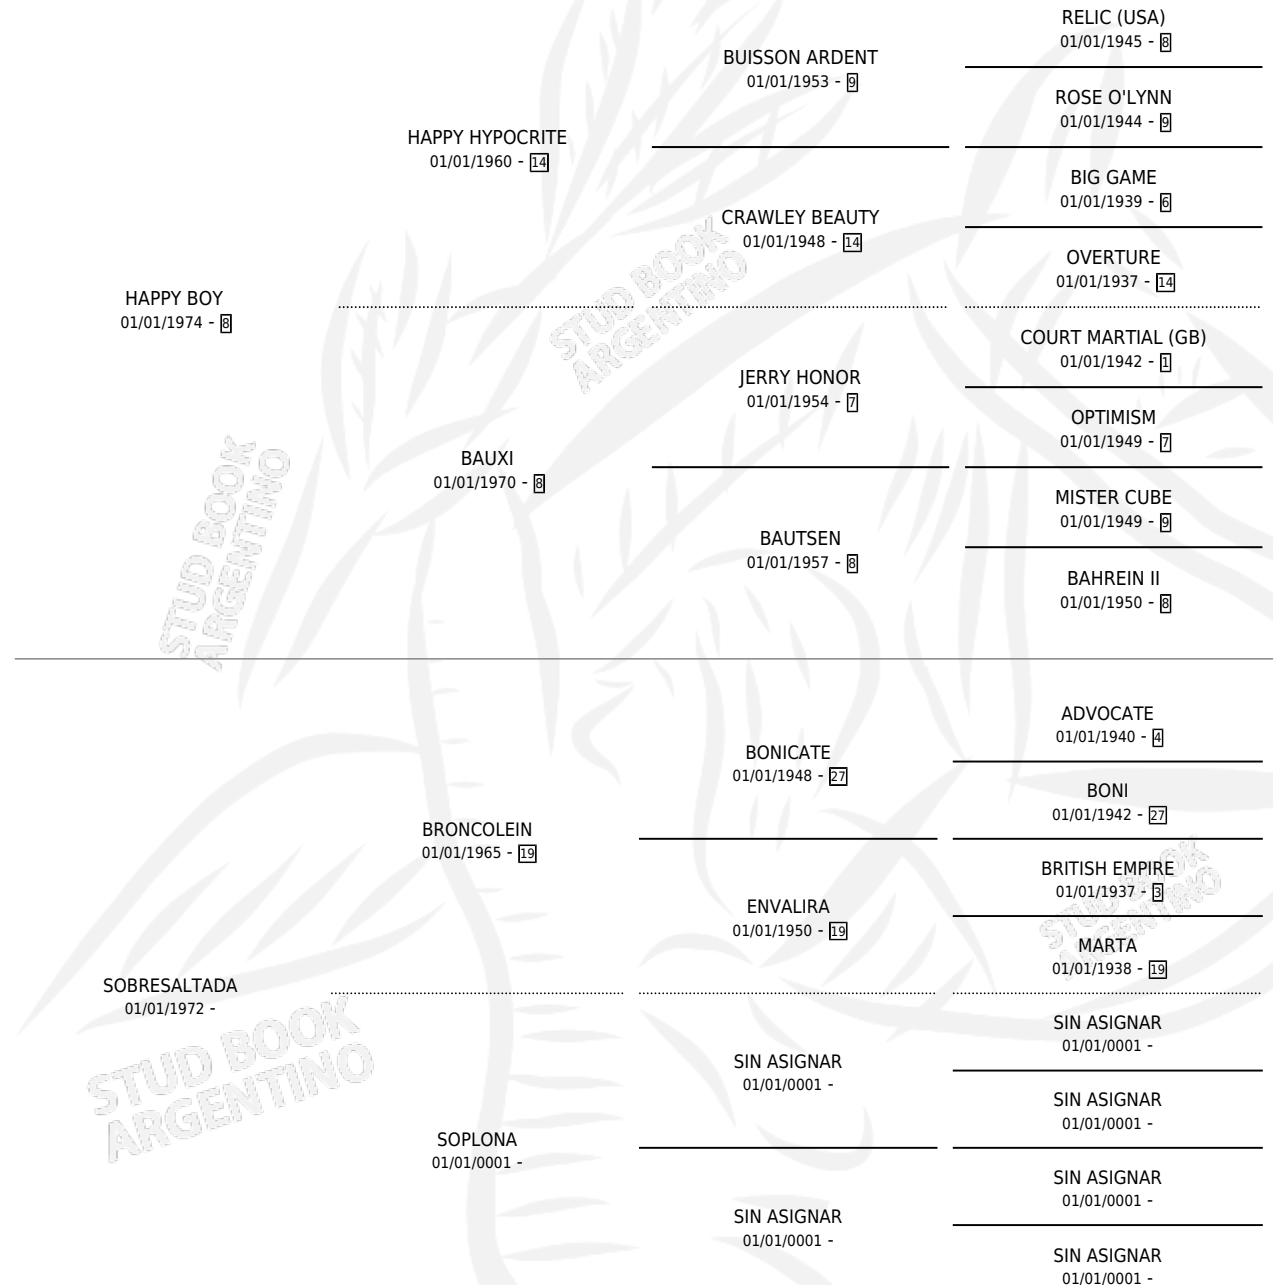 RELIC (USA)
01/01/1945 - 8
BUISSON ARDENT
01/01/1953 - 9
ROSE O'LYNN
01/01/1944 - 9
HAPPY HYPOCRITE
01/01/1960 - 14
BIG GAME
01/01/1939 - 6
CRAWLEY BEAUTY
01/01/1948 - 14
OVERTURE
01/01/1937 - 14
HAPPY BOY
01/01/1974 - 8
COURT MARTIAL (GB)
01/01/1942 - 1
JERRY HONOR
01/01/1954 - 7
OPTIMISM
01/01/1949 - 7
BAUXI
01/01/1970 - 8
MISTER CUBE
01/01/1949 - 9
BAUTSEN
01/01/1957 - 8
BAHREIN II
01/01/1950 - 8
ADVOCATE
01/01/1940 - 4
BONICATE
01/01/1948 - 27
BONI
01/01/1942 - 27
BRONCOLEIN
01/01/1965 - 19
BRITISH EMPIRE
01/01/1937 - 3
ENVALIRA
01/01/1950 - 19
MARTA
01/01/1938 - 19
SOBRESALTADA
01/01/1972 -
SIN ASIGNAR
01/01/0001 -
SIN ASIGNAR
01/01/0001 -
SIN ASIGNAR
01/01/0001 -
SOPLONA
01/01/0001 -
SIN ASIGNAR
01/01/0001 -
SIN ASIGNAR
01/01/0001 -
SIN ASIGNAR
01/01/0001 -
STUD BOOK
ARGENTINO
STUD BOOK
ARGENTINO
STUD BOOK
ARGENTINO
STUD BOOK
ARGENTINO